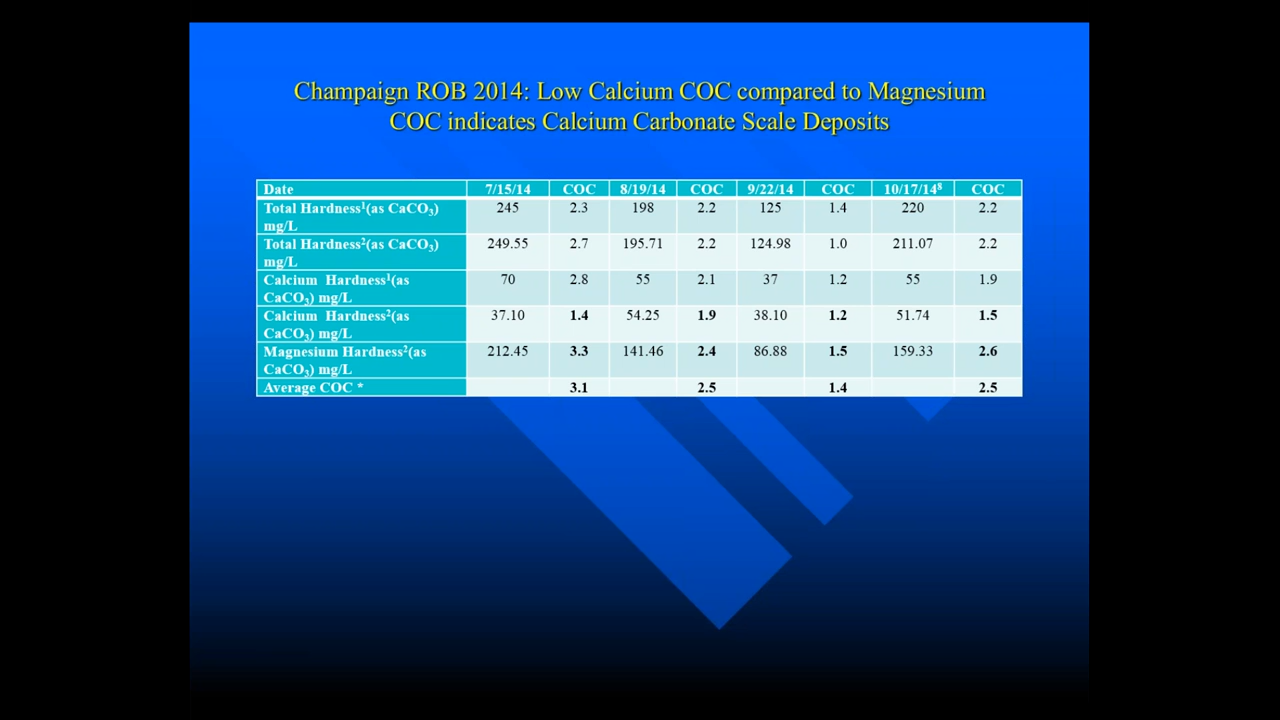 Champaign ROB 2014: Low Calcium COC compared to Magnesium
COC indicates Calcium Carbonate Scale Deposits
Date 7/15/14 COC 8/19/14 COC 9/22/14 COC 10/17/14⁸ COC
Total Hardness¹(as CaCO₃) 245 2.3 198 2.2 125 1.4 220 2.2
mg/L
Total Hardness²(as CaCO₃) 249.55 2.7 195.71 2.2 124.98 1.0 211.07 2.2
mg/L
Calcium Hardness¹(as 70 2.8 55 2.1 37 1.2 55 1.9
CaCO₃) mg/L
Calcium Hardness²(as 37.10 1.4 54.25 1.9 38.10 1.2 51.74 1.5
CaCO₃) mg/L
Magnesium Hardness²(as 212.45 3.3 141.46 2.4 86.88 1.5 159.33 2.6
CaCO₃) mg/L
Average COC * 3.1 2.5 1.4 2.5